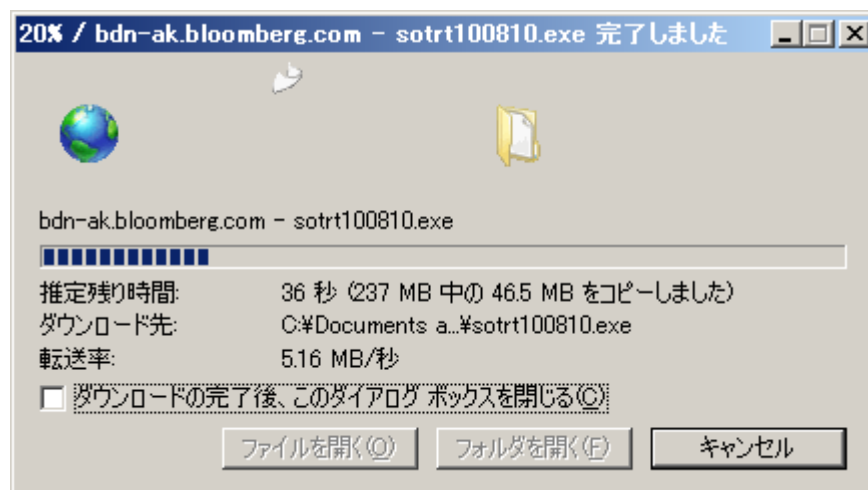 20% / bdn-ak.bloomberg.com - sotrt100810.exe 完了しました
bdn-ak.bloomberg.com - sotrt100810.exe
推定残り時間: 36 秒 (237 MB 中の 46.5 MB をコピーしました)
ダウンロード先: C:¥Documents a...¥sotrt100810.exe
転送率: 5.16 MB/秒
ダウンロードの完了後、このダイアログ ボックスを閉じる(C)
ファイルを開く(O) フォルダを開く(F) キャンセル